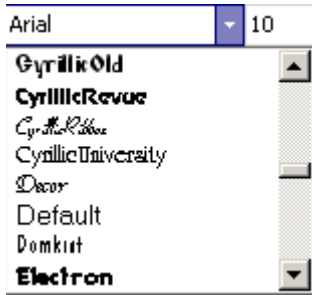 Arial 10
CyrillicOld
CyrillicRevue
CyrillicRibbon
CyrillicUniversity
Decor
Default
Domkrat
Electron